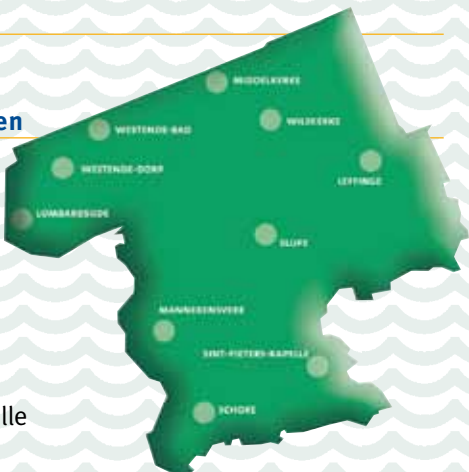 MIDDELKERKE
WILSKERKE
en
WESTENDE-BAD
WESTENDE-DORP
LEFFINGE
LOMBARDSIJDE
SLIJPE
MANNEKENSVERE
SINT-PIETERS-KAPELLE
lle
SCHORE